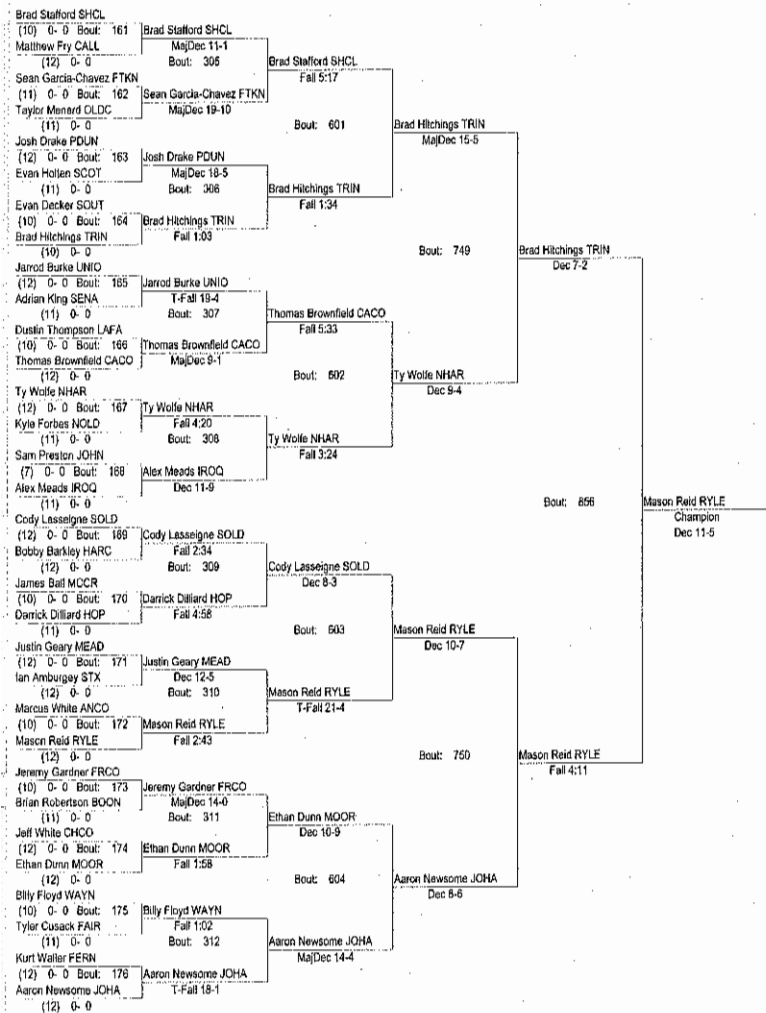 Brad Stafford SHCL
(10) 0- 0 Bout: 161
Matthew Fry CALL
(12) 0- 0
Sean Garcia-Chavez FTKN
(11) 0- 0 Bout: 162
Taylor Menard OLDC
(11) 0- 0
Josh Drake PDUN
(12) 0- 0 Bout: 163
Evan Holten SCOT
(11) 0- 0
Evan Decker SOUT
(10) 0- 0 Bout: 164
Brad Hitchings TRIN
(10) 0- 0
Jarrod Burke UNIO
(12) 0- 0 Bout: 165
Adrian King SENA
(11) 0- 0
Dustin Thompson LAFA
(10) 0- 0 Bout: 166
Thomas Brownfield CACO
(12) 0- 0
Ty Wolfe NHAR
(12) 0- 0 Bout: 167
Kyle Forbes NOLD
(11) 0- 0
Sam Preston JOHN
(7) 0- 0 Bout: 168
Alex Meads IROQ
(11) 0- 0
Cody Lasseigne SOLD
(12) 0- 0 Bout: 169
Bobby Barkley HARC
(12) 0- 0
James Ball MCCR
(10) 0- 0 Bout: 170
Darrick Dilliard HOP
(11) 0- 0
Justin Geary MEAD
(12) 0- 0 Bout: 171
Ian Amburgey STX
(12) 0- 0
Marcus White ANCO
(10) 0- 0 Bout: 172
Mason Reid RYLE
(12) 0- 0
Jeremy Gardner FRCO
(10) 0- 0 Bout: 173
Brian Robertson BOON
(11) 0- 0
Jeff White CHCO
(12) 0- 0 Bout: 174
Ethan Dunn MOOR
(12) 0- 0
Billy Floyd WAYN
(10) 0- 0 Bout: 175
Tyler Cusack FAIR
(11) 0- 0
Kurt Waller FERN
(12) 0- 0 Bout: 176
Aaron Newsome JOHA
(12) 0- 0
Brad Stafford SHCL
MajDec 11-1
Bout: 305
Sean Garcia-Chavez FTKN
MajDec 19-10
Josh Drake PDUN
MajDec 18-5
Bout: 306
Brad Hitchings TRIN
Fall 1:03
Jarrod Burke UNIO
T-Fall 19-4
Bout: 307
Thomas Brownfield CACO
MajDec 9-1
Ty Wolfe NHAR
Fall 4:20
Bout: 308
Alex Meads IROQ
Dec 11-9
Cody Lasseigne SOLD
Fall 2:34
Bout: 309
Darrick Dilliard HOP
Fall 4:58
Justin Geary MEAD
Dec 12-5
Bout: 310
Mason Reid RYLE
Fall 2:43
Jeremy Gardner FRCO
MajDec 14-0
Bout: 311
Ethan Dunn MOOR
Fall 1:58
Billy Floyd WAYN
Fall 1:02
Bout: 312
Aaron Newsome JOHA
T-Fall 18-1
Brad Stafford SHCL
Fall 5:17
Bout: 601
Brad Hitchings TRIN
Fall 1:34
Thomas Brownfield CACO
Fall 5:33
Bout: 602
Ty Wolfe NHAR
Fall 3:24
Cody Lasseigne SOLD
Dec 8-3
Bout: 603
Mason Reid RYLE
T-Fall 21-4
Ethan Dunn MOOR
Dec 10-9
Bout: 604
Aaron Newsome JOHA
MajDec 14-4
Brad Hitchings TRIN
MajDec 15-5
Bout: 749
Ty Wolfe NHAR
Dec 9-4
Mason Reid RYLE
Dec 10-7
Bout: 750
Aaron Newsome JOHA
Dec 8-6
Brad Hitchings TRIN
Dec 7-2
Bout: 856
Mason Reid RYLE
Fall 4:11
Mason Reid RYLE
Champion
Dec 11-5